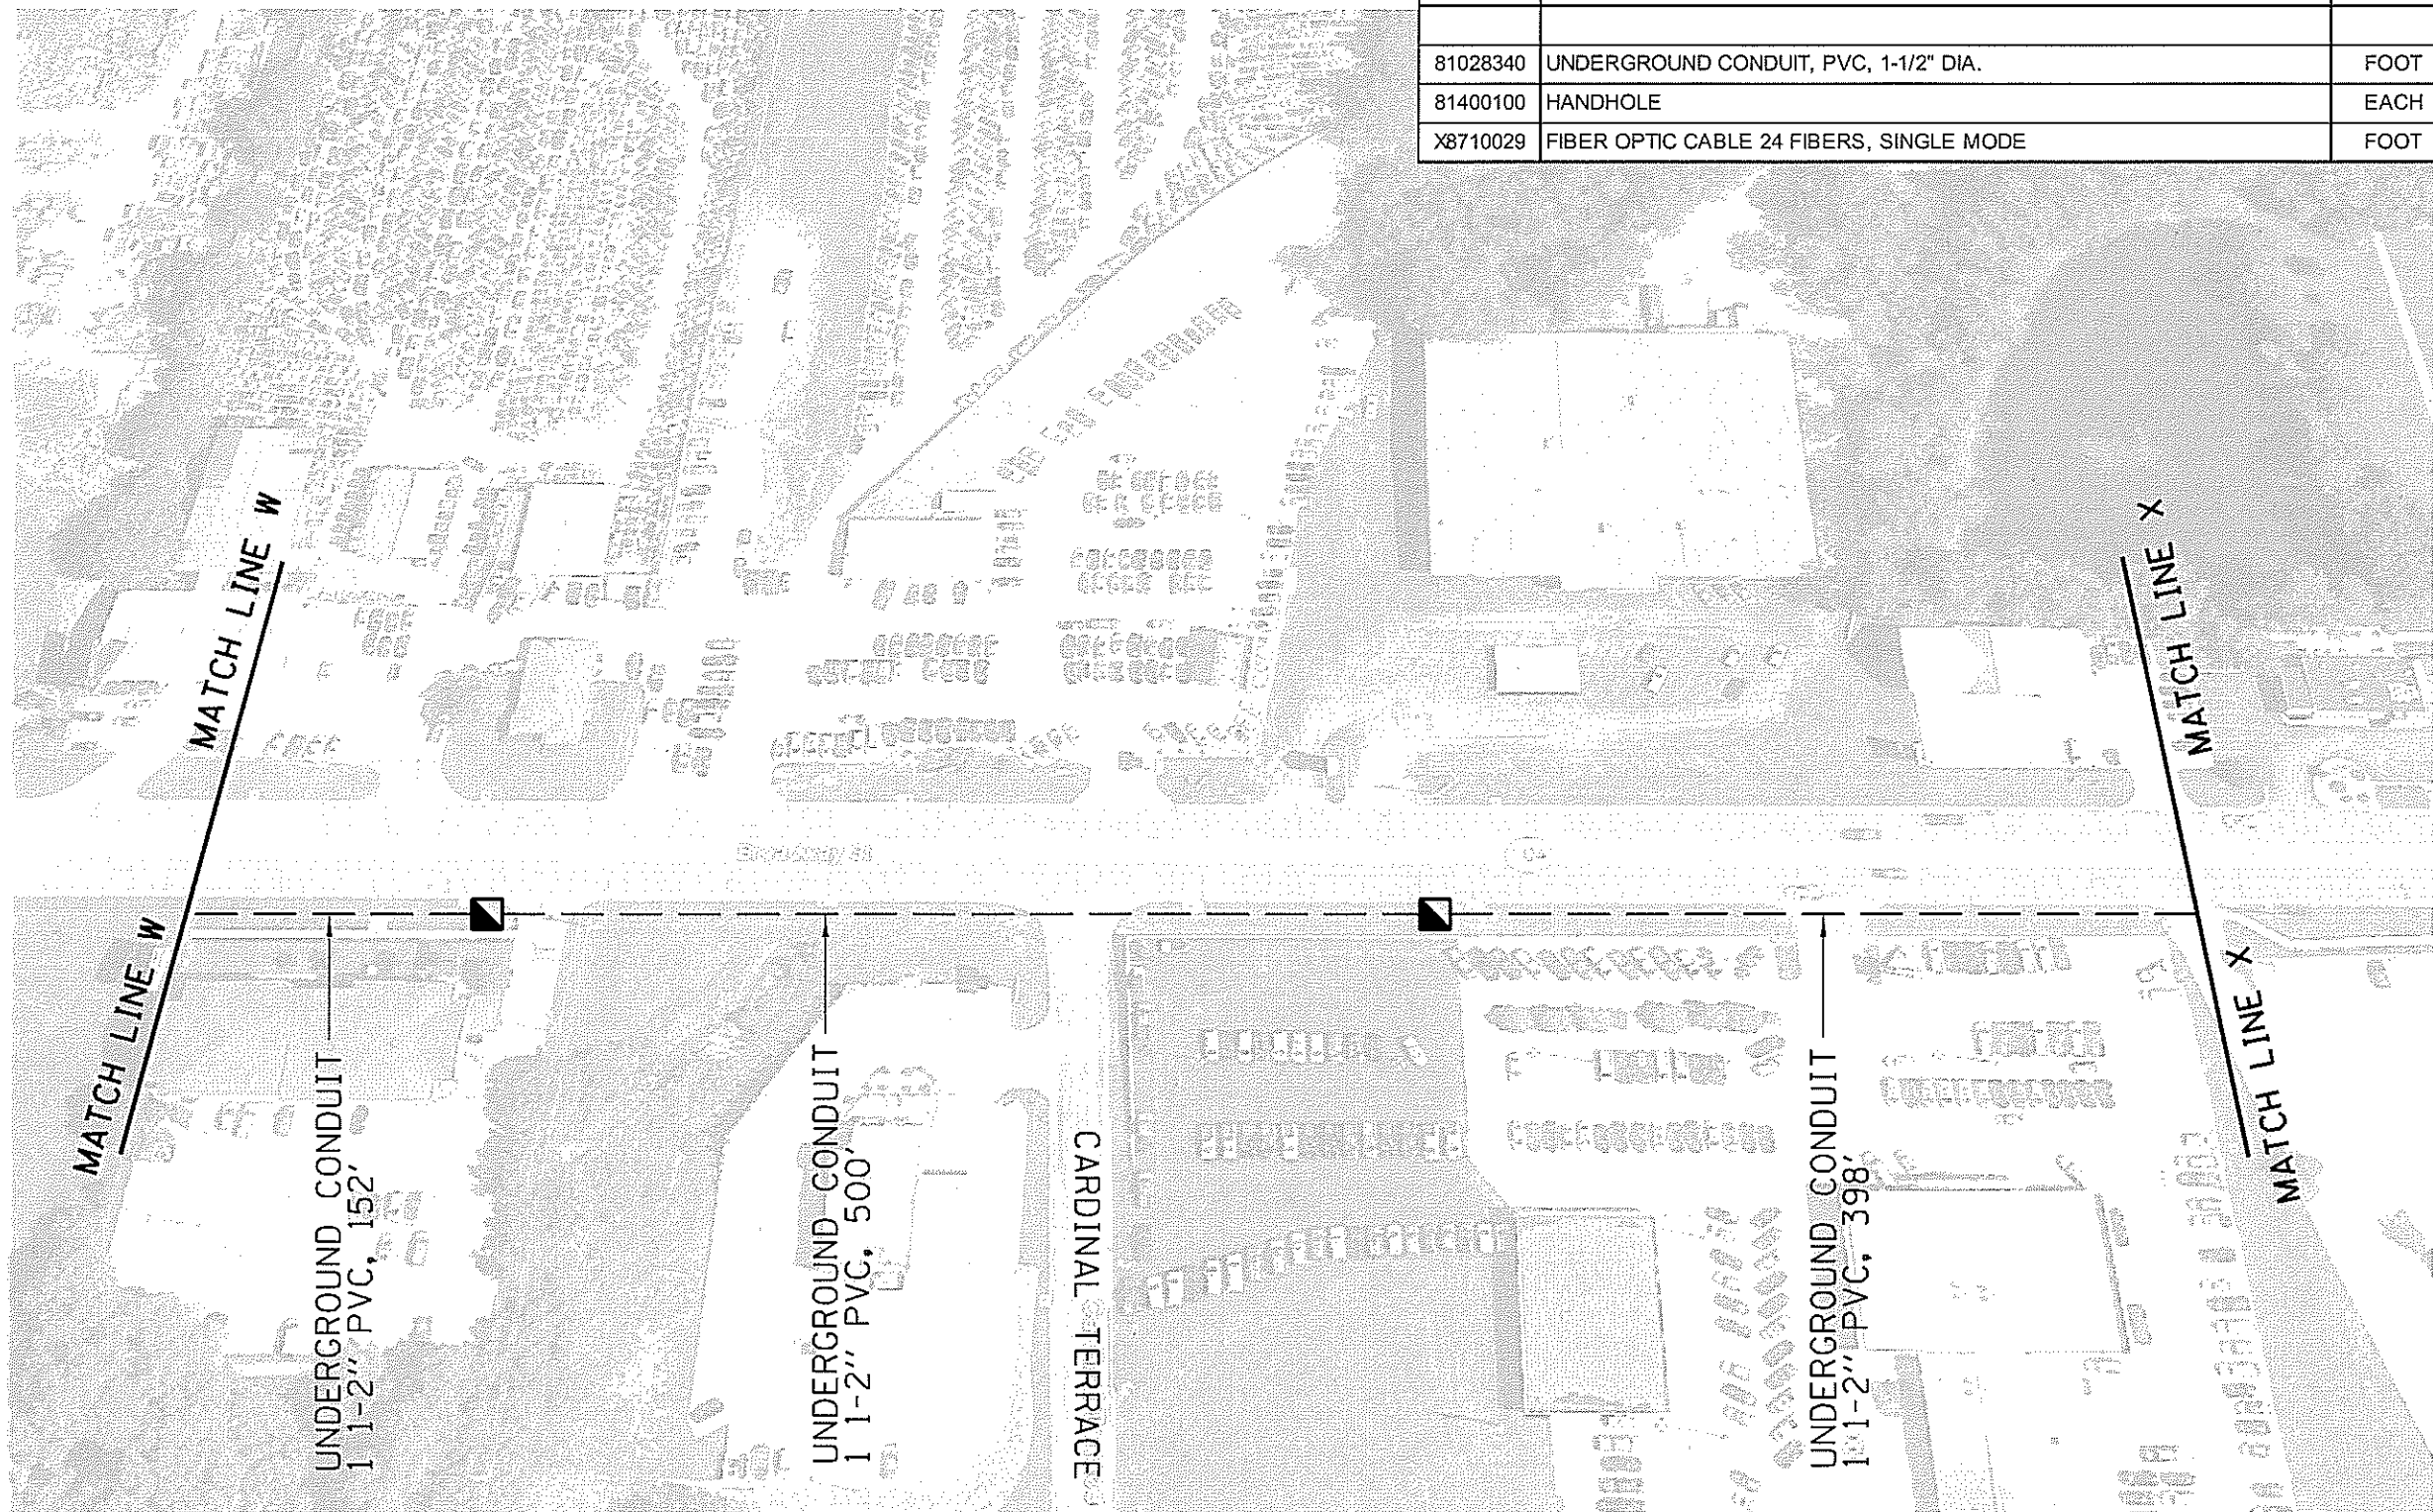 81028340 UNDERGROUND CONDUIT, PVC, 1-1/2" DIA. FOOT
81400100 HANDHOLE EACH
X8710029 FIBER OPTIC CABLE 24 FIBERS, SINGLE MODE FOOT
MATCH LINE W
MATCH LINE X
Broadway St
MATCH LINE W
MATCH LINE X
UNDERGROUND CONDUIT
1 1-2" PVC, 152'
UNDERGROUND CONDUIT
1 1-2" PVC, 500'
CARDINAL TERRACE
UNDERGROUND CONDUIT
1 1-2" PVC, 398'